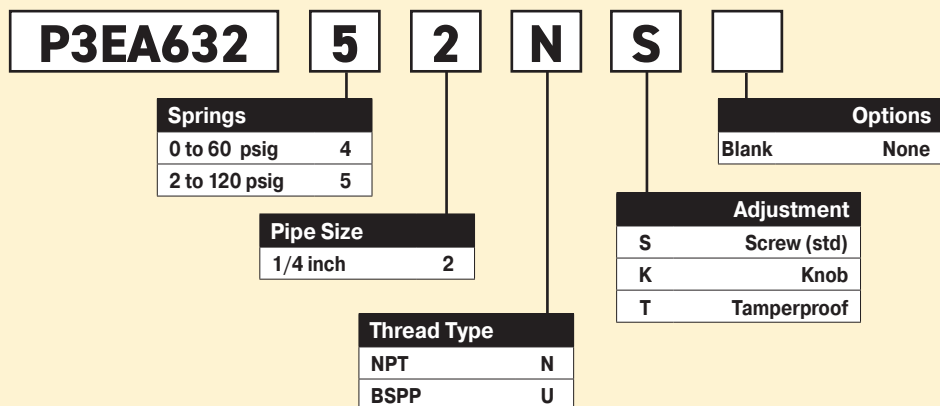 P3EA632 5 2 N S
Springs
0 to 60 psig 4
2 to 120 psig 5
Options
Blank None
Pipe Size
1/4 inch 2
Adjustment
S Screw (std)
K Knob
T Tamperproof
Thread Type
NPT N
BSPP U